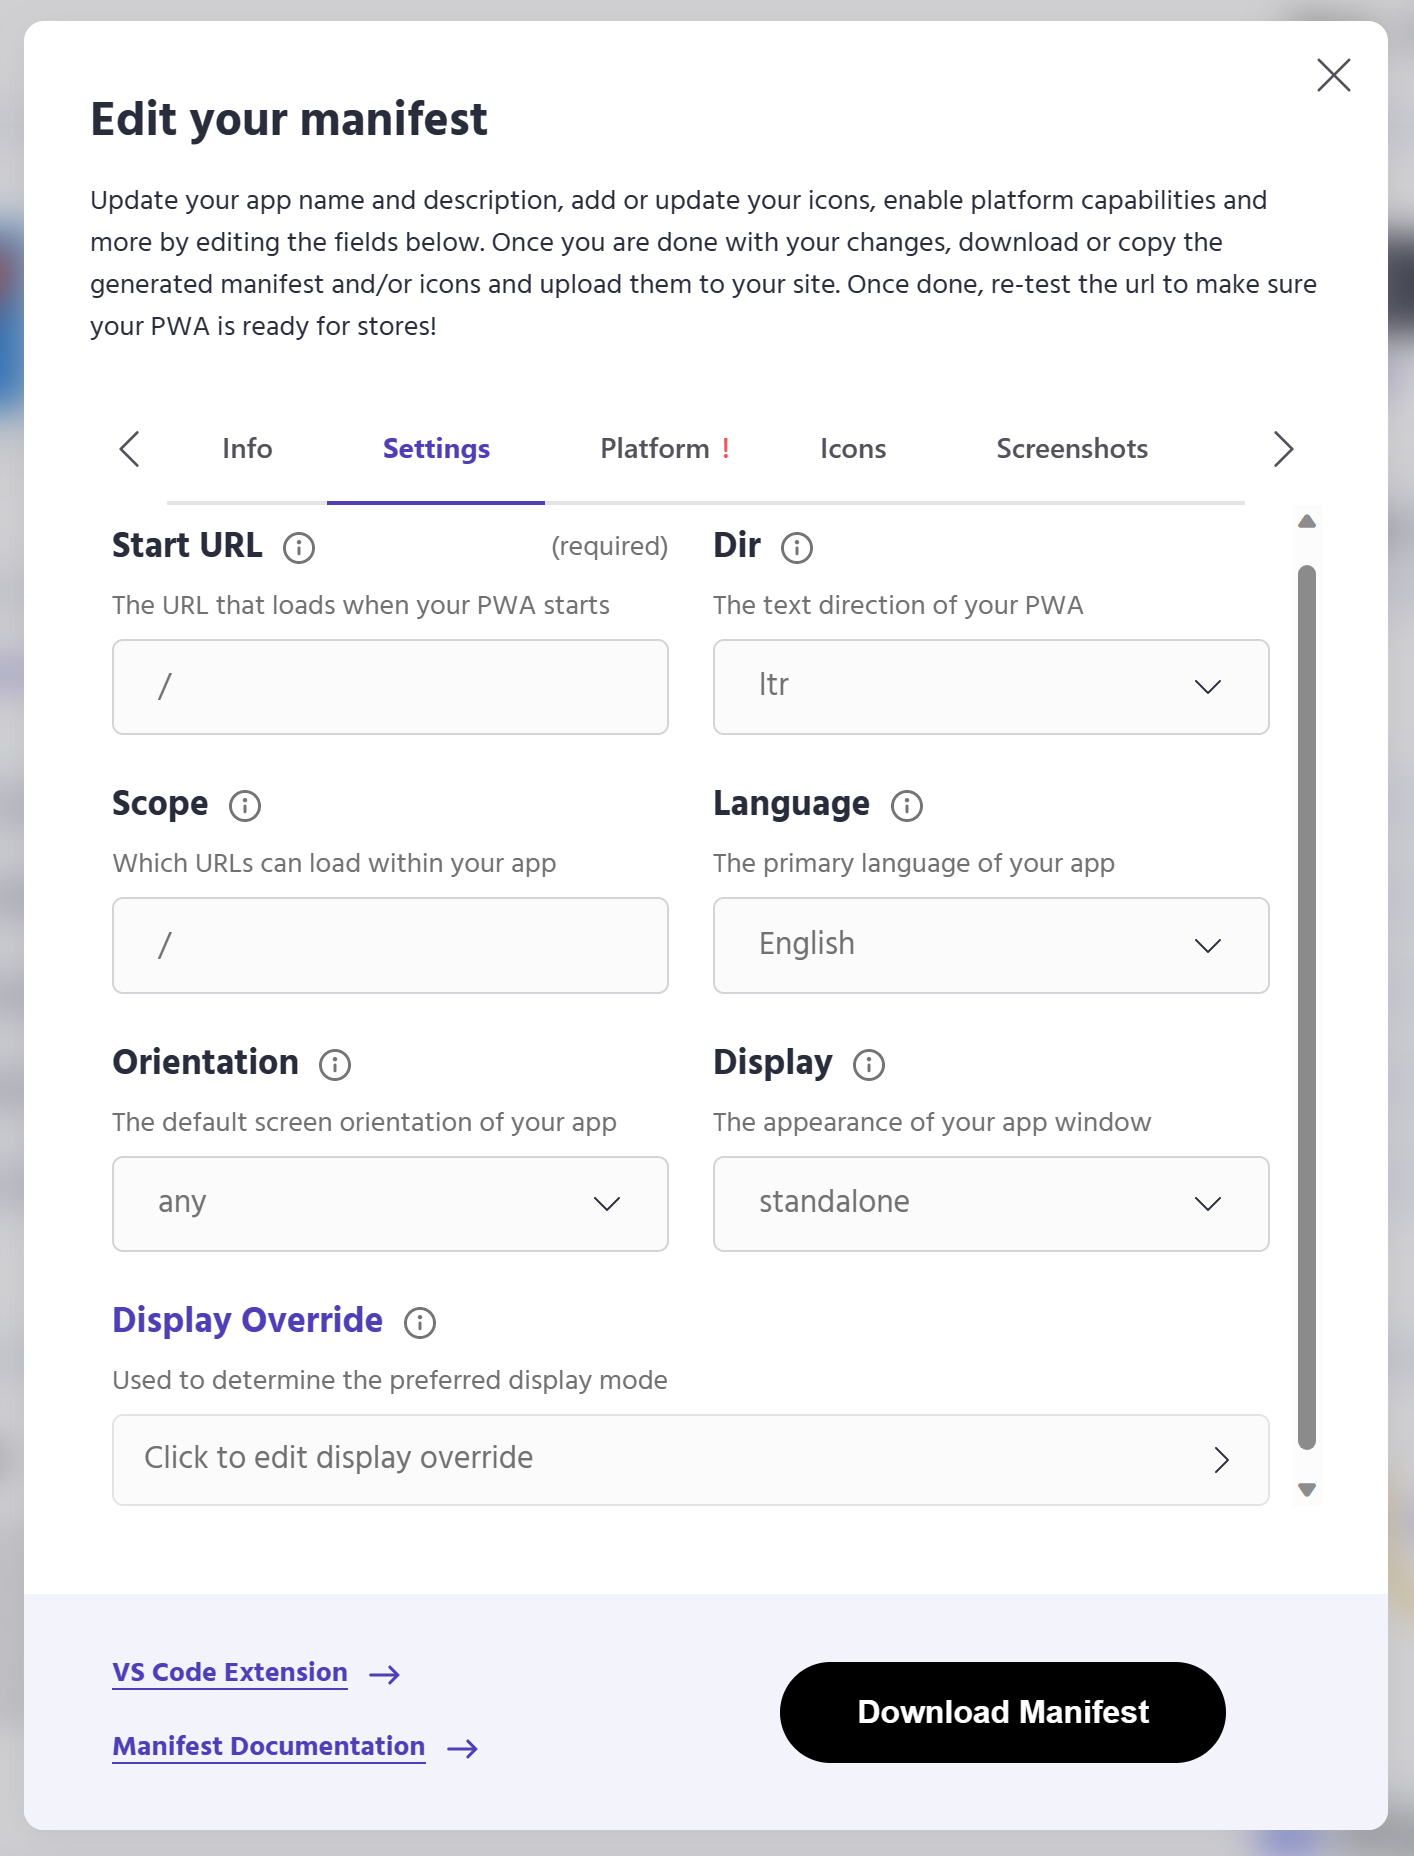 Edit your manifest
Update your app name and description, add or update your icons, enable platform capabilities and
more by editing the fields below. Once you are done with your changes, download or copy the
generated manifest and/or icons and upload them to your site. Once done, re-test the url to make sure
your PWA is ready for stores!
Info Settings Platform ! Icons Screenshots
Start URL (required)
The URL that loads when your PWA starts
/
Dir
The text direction of your PWA
ltr
Scope
Which URLs can load within your app
/
Language
The primary language of your app
English
Orientation
The default screen orientation of your app
any
Display
The appearance of your app window
standalone
Display Override
Used to determine the preferred display mode
Click to edit display override
VS Code Extension
Manifest Documentation
Download Manifest